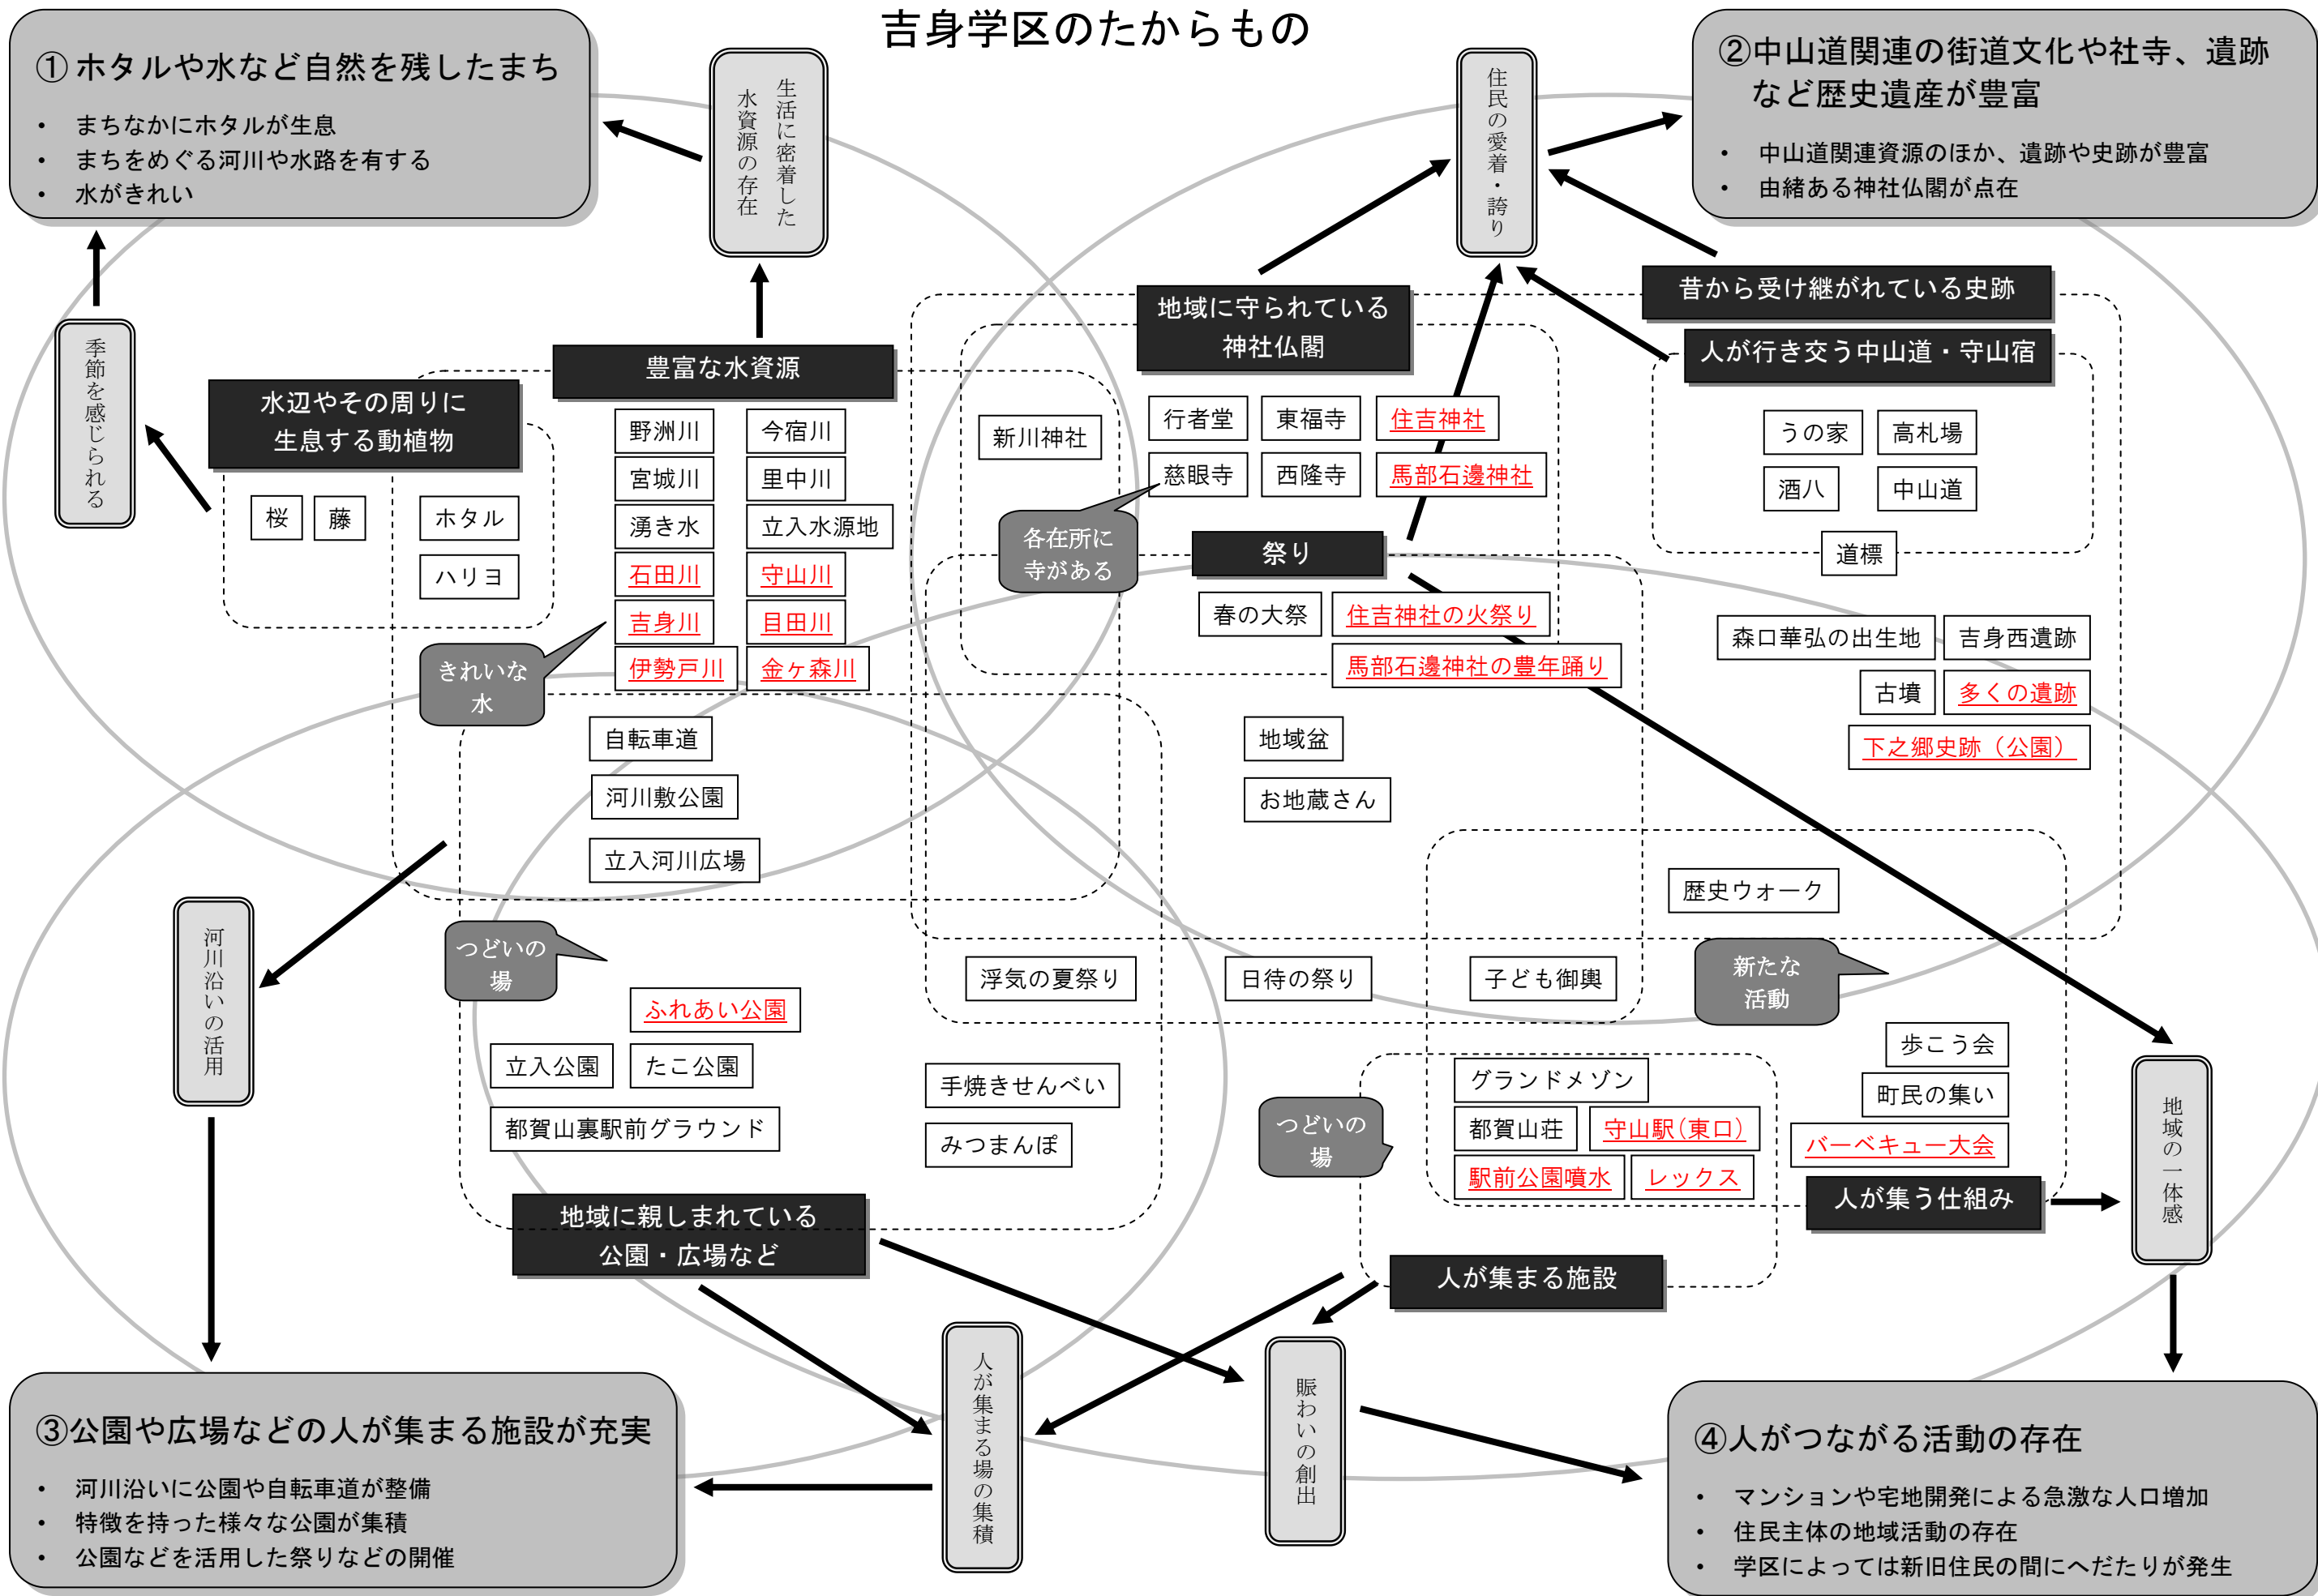 吉身学区のたからもの
① ホタルや水など自然を残したまち
• まちなかにホタルが生息
• まちをめぐる河川や水路を有する
• 水がきれい
生活に密着した
水資源の存在
住民の愛着・誇り
②中山道関連の街道文化や社寺、遺跡
など歴史遺産が豊富
• 中山道関連資源のほか、遺跡や史跡が豊富
• 由緒ある神社仏閣が点在
季節を感じられる
水辺やその周りに
生息する動植物
桜
藤
ホタル
ハリヨ
豊富な水資源
野洲川
今宿川
宮城川
里中川
湧き水
立入水源地
石田川
守山川
吉身川
目田川
伊勢戸川
金ヶ森川
きれいな
水
自転車道
河川敷公園
立入河川広場
地域に守られている
神社仏閣
新川神社
行者堂
東福寺
住吉神社
慈眼寺
西隆寺
馬部石邊神社
各在所に
寺がある
祭り
春の大祭
住吉神社の火祭り
馬部石邊神社の豊年踊り
地域盆
お地蔵さん
昔から受け継がれている史跡
人が行き交う中山道・守山宿
うの家
高札場
酒八
中山道
道標
森口華弘の出生地
吉身西遺跡
古墳
多くの遺跡
下之郷史跡（公園）
歴史ウォーク
浮気の夏祭り
日待の祭り
子ども御輿
新たな
活動
河川沿いの活用
つどいの
場
ふれあい公園
立入公園
たこ公園
都賀山裏駅前グラウンド
手焼きせんべい
みつまんぽ
地域に親しまれている
公園・広場など
つどいの
場
グランドメゾン
都賀山荘
守山駅(東口)
駅前公園噴水
レックス
人が集まる施設
歩こう会
町民の集い
バーベキュー大会
人が集う仕組み
地域の一体感
人が集まる場の集積
賑わいの創出
③公園や広場などの人が集まる施設が充実
• 河川沿いに公園や自転車道が整備
• 特徴を持った様々な公園が集積
• 公園などを活用した祭りなどの開催
④人がつながる活動の存在
• マンションや宅地開発による急激な人口増加
• 住民主体の地域活動の存在
• 学区によっては新旧住民の間にへだたりが発生